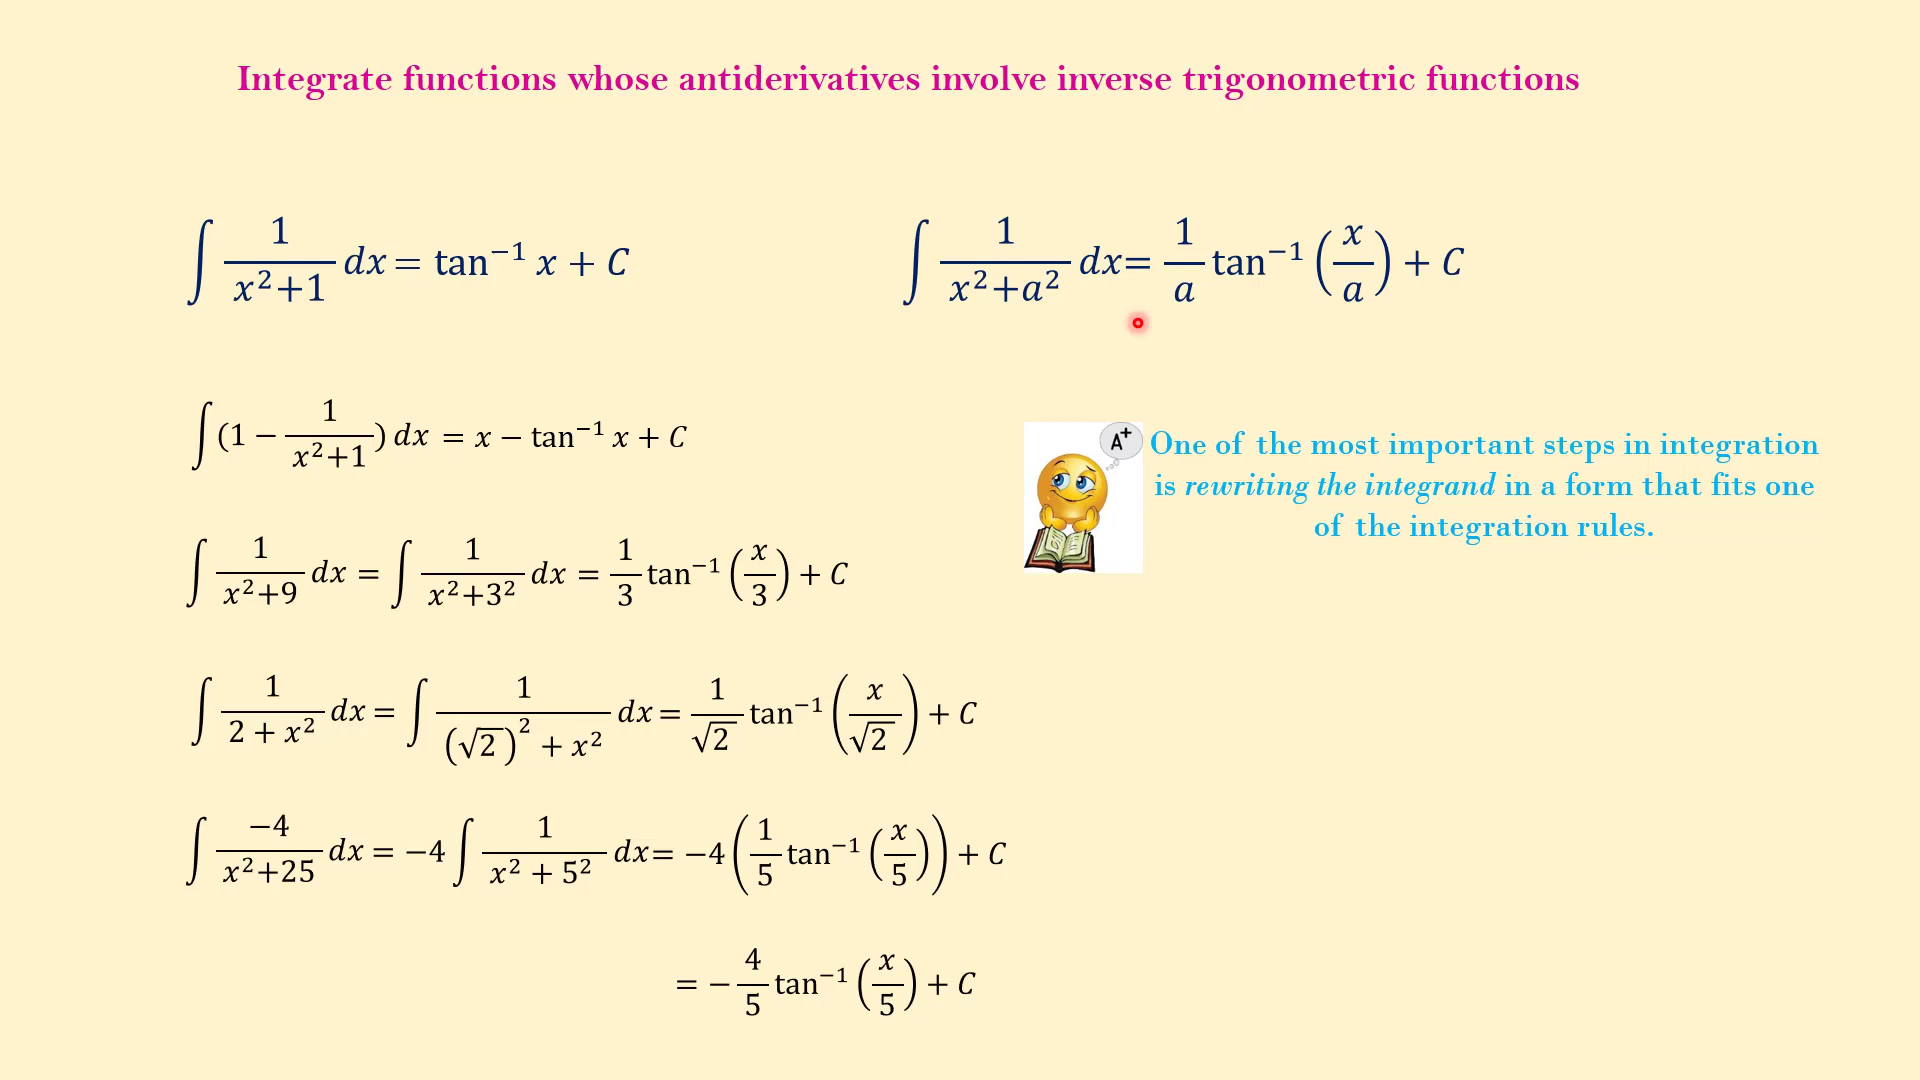 Integrate functions whose antiderivatives involve inverse trigonometric functions
∫ 1/(x²+1) dx = tan⁻¹ x + C
∫ 1/(x²+a²) dx= 1/a tan⁻¹ (x/a) + C
∫(1 − 1/(x²+1)) dx = x − tan⁻¹ x + C
A⁺
One of the most important steps in integration
is rewriting the integrand in a form that fits one
of the integration rules.
∫ 1/(x²+9) dx = ∫ 1/(x²+3²) dx = 1/3 tan⁻¹ (x/3) + C
∫ 1/(2 + x²) dx = ∫ 1/((√2)² + x²) dx = 1/√2 tan⁻¹ (x/√2) + C
∫ −4/(x²+25) dx = −4 ∫ 1/(x² + 5²) dx= −4 (1/5 tan⁻¹ (x/5)) + C
= − 4/5 tan⁻¹ (x/5) + C